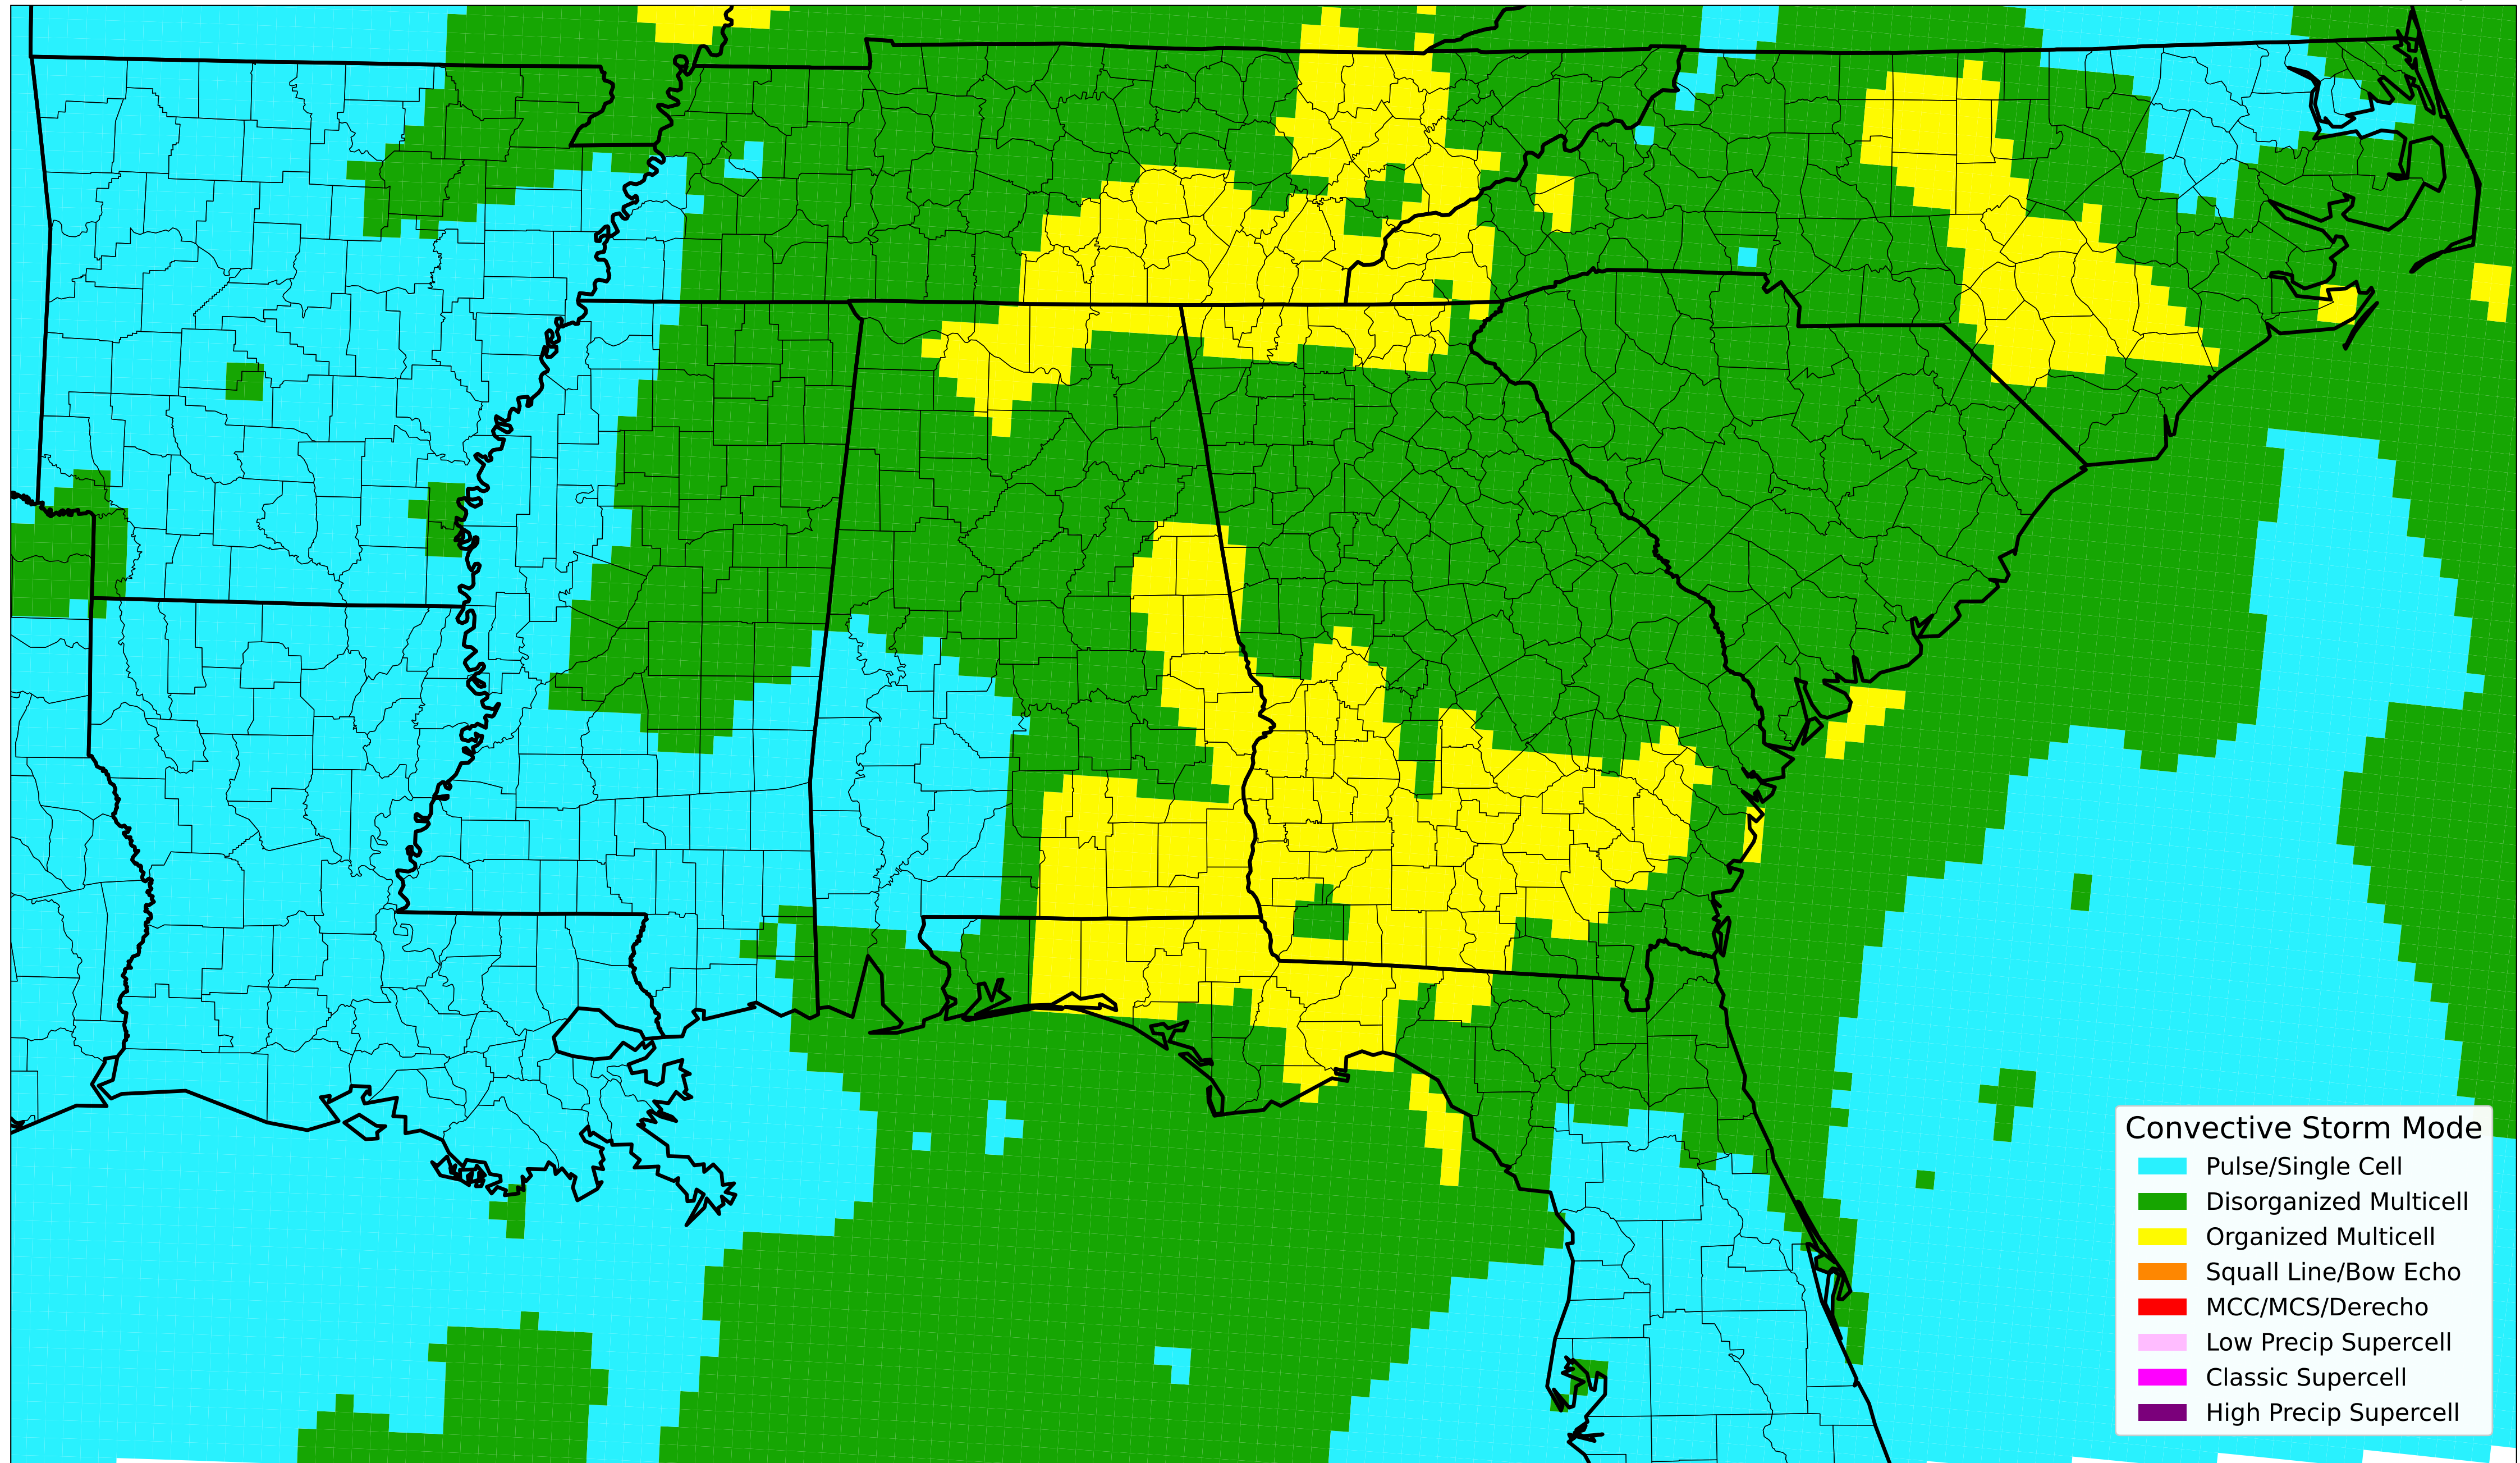 Convective Storm Mode
Pulse/Single Cell
Disorganized Multicell
Organized Multicell
Squall Line/Bow Echo
MCC/MCS/Derecho
Low Precip Supercell
Classic Supercell
High Precip Supercell